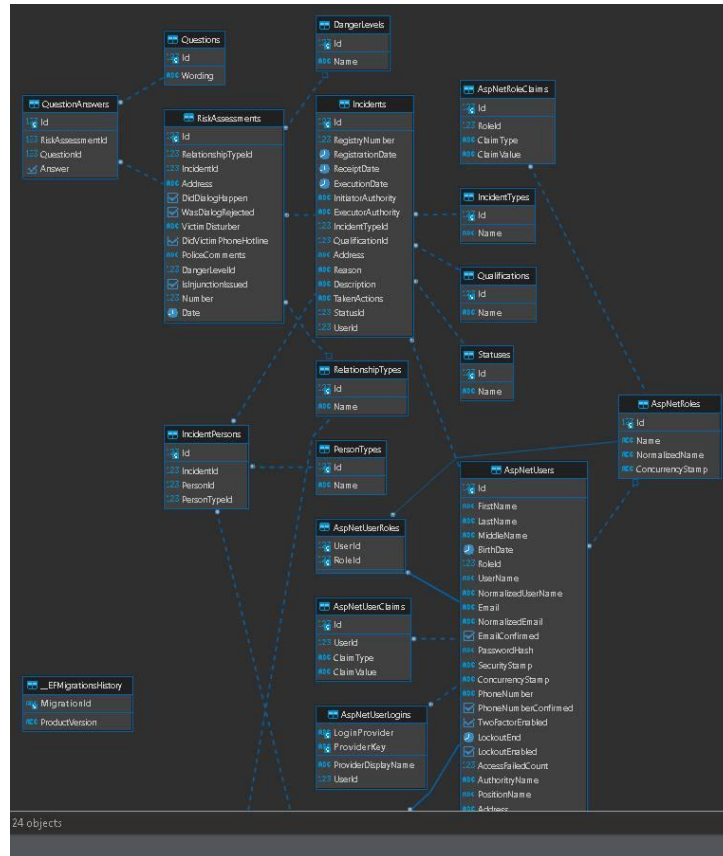 DangerLevels
Id
Name
Questions
Id
Wording
QuestionAnswers
Id
RiskAssessmentId
QuestionId
Answer
RiskAssessments
Id
RelationshipTypeId
IncidentId
Address
DidDialogHappen
WasDialogRejected
VictimDisturber
DidVictimPhoneHotline
PoliceComments
DangerLevelId
IsInjunctionIssued
Number
Date
Incidents
Id
RegistryNumber
RegistrationDate
ReceiptDate
ExecutionDate
InitiatorAuthority
ExecutorAuthority
IncidentTypeId
QualificationId
Address
Reason
Description
TakenActions
StatusId
UserId
AspNetRoleClaims
Id
RoleId
ClaimType
ClaimValue
IncidentTypes
Id
Name
Qualifications
Id
Name
Statuses
Id
Name
RelationshipTypes
Id
Name
AspNetRoles
Id
Name
NormalizedName
ConcurrencyStamp
IncidentPersons
Id
IncidentId
PersonId
PersonTypeId
PersonTypes
Id
Name
AspNetUsers
Id
FirstName
LastName
MiddleName
BirthDate
RoleId
UserName
NormalizedUserName
Email
NormalizedEmail
EmailConfirmed
PasswordHash
SecurityStamp
ConcurrencyStamp
PhoneNumber
PhoneNumberConfirmed
TwoFactorEnabled
LockoutEnd
LockoutEnabled
AccessFailedCount
AuthoritryName
PositionName
Address
AspNetUserRoles
UserId
RoleId
AspNetUserClaims
Id
UserId
ClaimType
ClaimValue
__EFMigrationsHistory
MigrationId
ProductVersion
AspNetUserLogins
LoginProvider
ProviderKey
ProviderDisplayName
UserId
24 objects